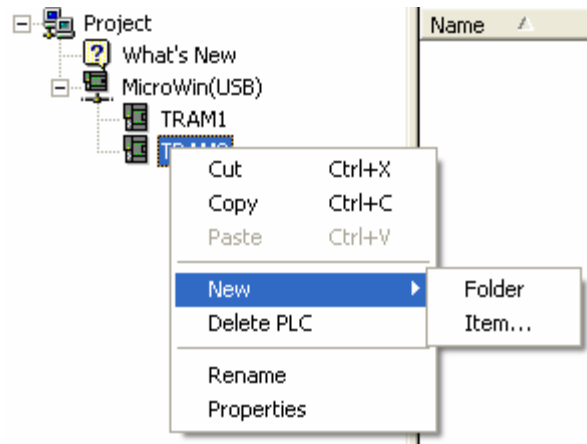 Project
Name
What's New
MicroWin(USB)
TRAM1
Cut Ctrl+X
Copy Ctrl+C
Paste Ctrl+V
New
Folder
Delete PLC
Item...
Rename
Properties